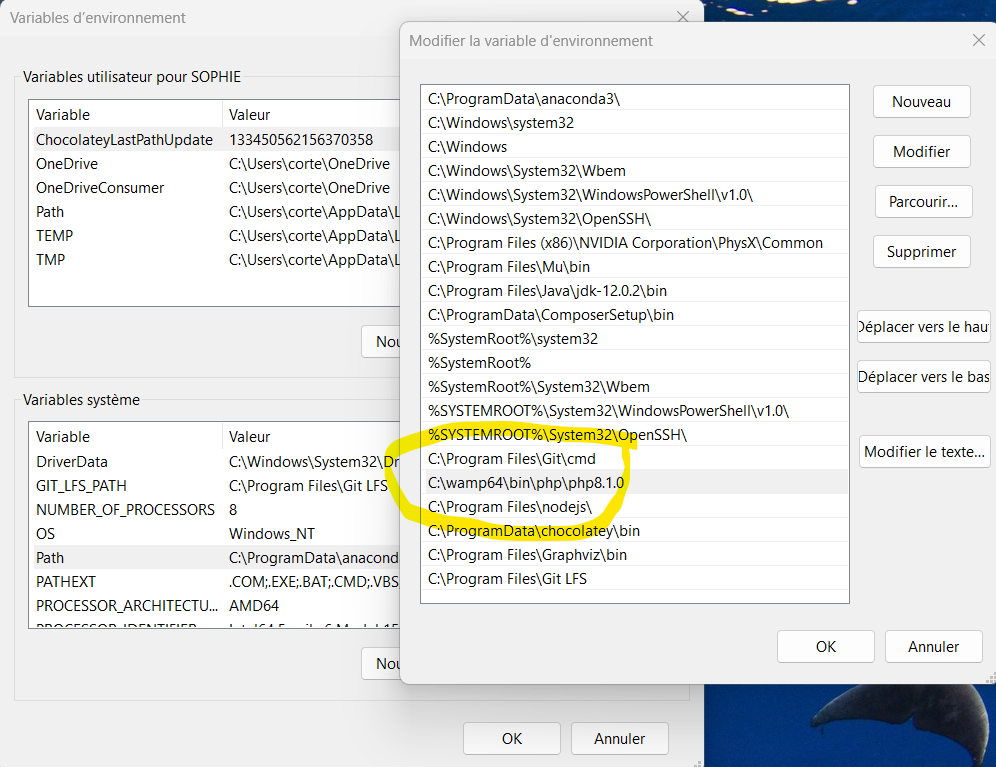 Variables d'environnement
Variables utilisateur pour SOPHIE
Variable Valeur
ChocolateyLastPathUpdate 133450562156370358
OneDrive C:\Users\corte\OneDrive
OneDriveConsumer C:\Users\corte\OneDrive
Path C:\Users\corte\AppData\L
TEMP C:\Users\corte\AppData\L
TMP C:\Users\corte\AppData\L
Nou
Variables système
Variable Valeur
DriverData C:\Windows\System32\Dr
GIT_LFS_PATH C:\Program Files\Git LFS
NUMBER_OF_PROCESSORS 8
OS Windows_NT
Path C:\ProgramData\anacond
PATHEXT .COM;.EXE;.BAT;.CMD;.VBS
PROCESSOR_ARCHITECTU... AMD64
Nou
OK Annuler
Modifier la variable d'environnement
C:\ProgramData\anaconda3\
C:\Windows\system32
C:\Windows
C:\Windows\System32\Wbem
C:\Windows\System32\WindowsPowerShell\v1.0\
C:\Windows\System32\OpenSSH\
C:\Program Files (x86)\NVIDIA Corporation\PhysX\Common
C:\Program Files\Mu\bin
C:\Program Files\Java\jdk-12.0.2\bin
C:\ProgramData\ComposerSetup\bin
%SystemRoot%\system32
%SystemRoot%
%SystemRoot%\System32\Wbem
%SYSTEMROOT%\System32\WindowsPowerShell\v1.0\
%SYSTEMROOT%\System32\OpenSSH\
C:\Program Files\Git\cmd
C:\wamp64\bin\php\php8.1.0
C:\Program Files\nodejs\
C:\ProgramData\chocolatey\bin
C:\Program Files\Graphviz\bin
C:\Program Files\Git LFS
Nouveau
Modifier
Parcourir...
Supprimer
Déplacer vers le hau
Déplacer vers le bas
Modifier le texte...
OK Annuler